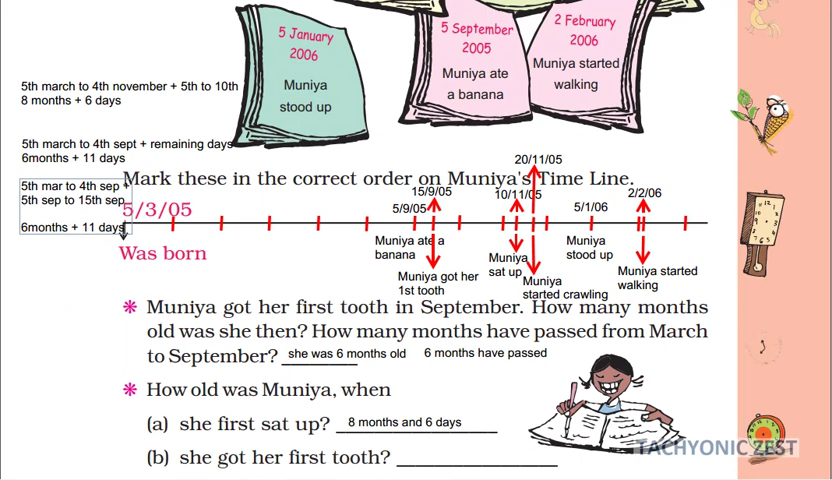 5 January
2006
Muniya
stood up
5 September
2005
Muniya ate
a banana
2 February
2006
Muniya started
walking
5th march to 4th november + 5th to 10th
8 months + 6 days
5th march to 4th sept + remaining days
6months + 11 days
5th mar to 4th sep +
5th sep to 15th sep
6months + 11 days
Mark these in the correct order on Muniya's Time Line.
20/11/05
15/9/05
10/11/05
2/2/06
5/3/05
5/9/05
5/1/06
Was born
Muniya ate a
banana
Muniya got her
1st tooth
Muniya
sat up
Muniya
started crawling
Muniya
stood up
Muniya started
walking
Muniya got her first tooth in September. How many months
old was she then? How many months have passed from March
to September? she was 6 months old 6 months have passed
How old was Muniya, when
(a) she first sat up? 8 months and 6 days
(b) she got her first tooth?
TACHYONIC ZEST